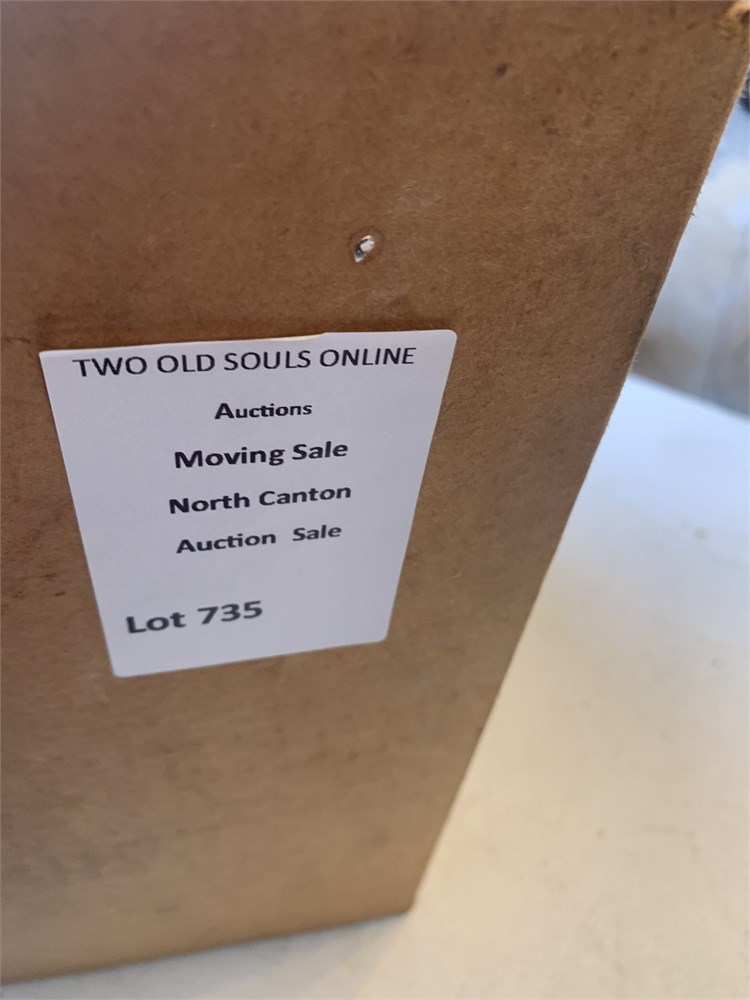 TWO OLD SOULS ONLINE
Auctions
Moving Sale
North Canton
Auction Sale
Lot 735